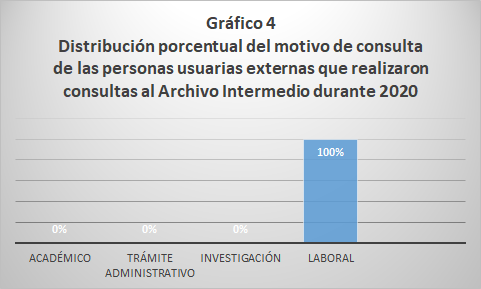 Gráfico 4
Distribución porcentual del motivo de consulta
de las personas usuarias externas que realizaron
consultas al Archivo Intermedio durante 2020
100%
0% 0% 0%
ACADÉMICO TRÁMITE INVESTIGACIÓN LABORAL
ADMINISTRATIVO